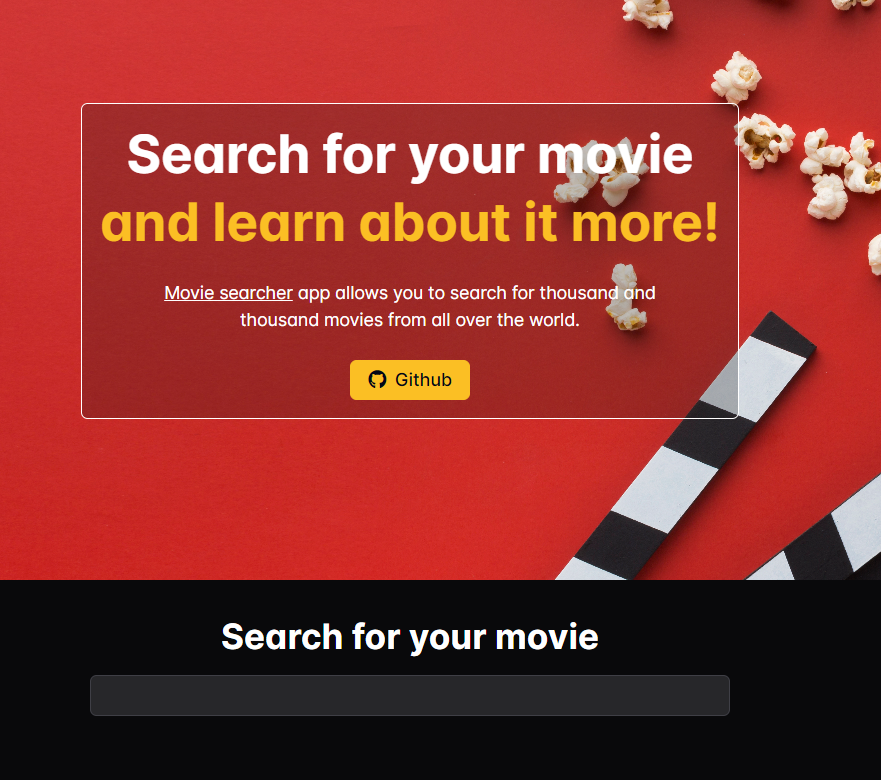 Search for your movie
and learn about it more!
Movie searcher app allows you to search for thousand and
thousand movies from all over the world.
Github
Search for your movie